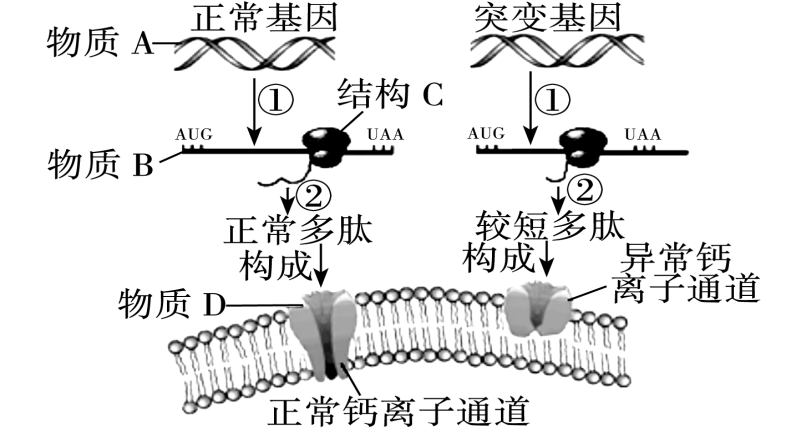 正常基因
突变基因
物质 A
①
①
结构 C
AUG
UAA
AUG
UAA
物质 B
②
②
正常多肽
较短多肽
构成
构成
异常钙
离子通道
物质 D
正常钙离子通道